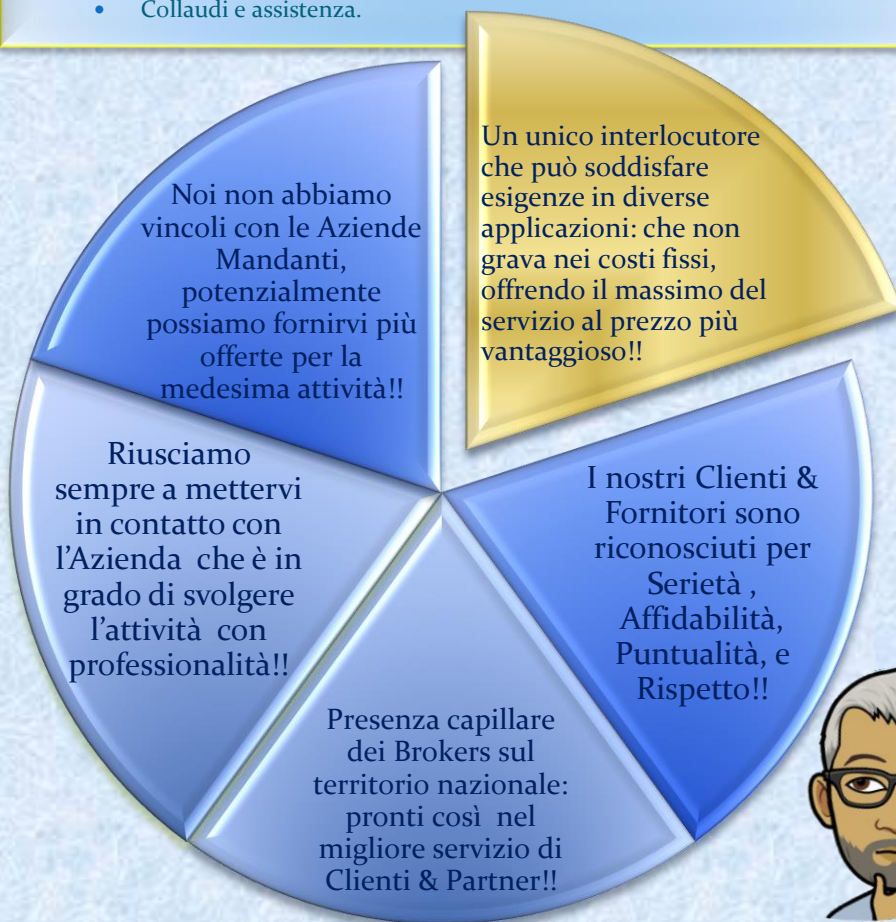 • Collaudi e assistenza.
Un unico interlocutore
che può soddisfare
esigenze in diverse
applicazioni: che non
grava nei costi fissi,
offrendo il massimo del
servizio al prezzo più
vantaggioso!!
I nostri Clienti &
Fornitori sono
riconosciuti per
Serietà ,
Affidabilità,
Puntualità, e
Rispetto!!
Presenza capillare
dei Brokers sul
territorio nazionale:
pronti così nel
migliore servizio di
Clienti & Partner!!
Riusciamo
sempre a mettervi
in contatto con
l’Azienda che è in
grado di svolgere
l’attività con
professionalità!!
Noi non abbiamo
vincoli con le Aziende
Mandanti,
potenzialmente
possiamo fornirvi più
offerte per la
medesima attività!!